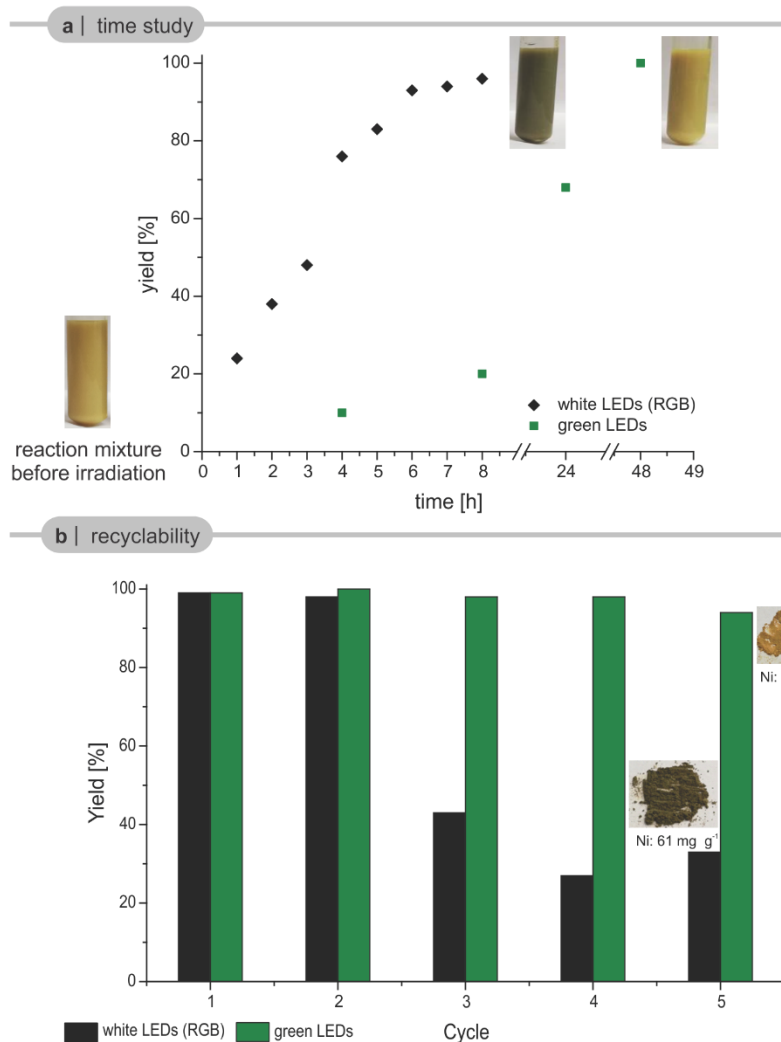 a | time study
100
80
60
40
20
0
yield [%]
0 1 2 3 4 5 6 7 8 24 48 49
time [h]
white LEDs (RGB)
green LEDs
reaction mixture
before irradiation
b | recyclability
100
80
60
40
20
0
Yield [%]
Ni:
Ni: 61 mg g⁻¹
1 2 3 4 5
white LEDs (RGB) green LEDs Cycle